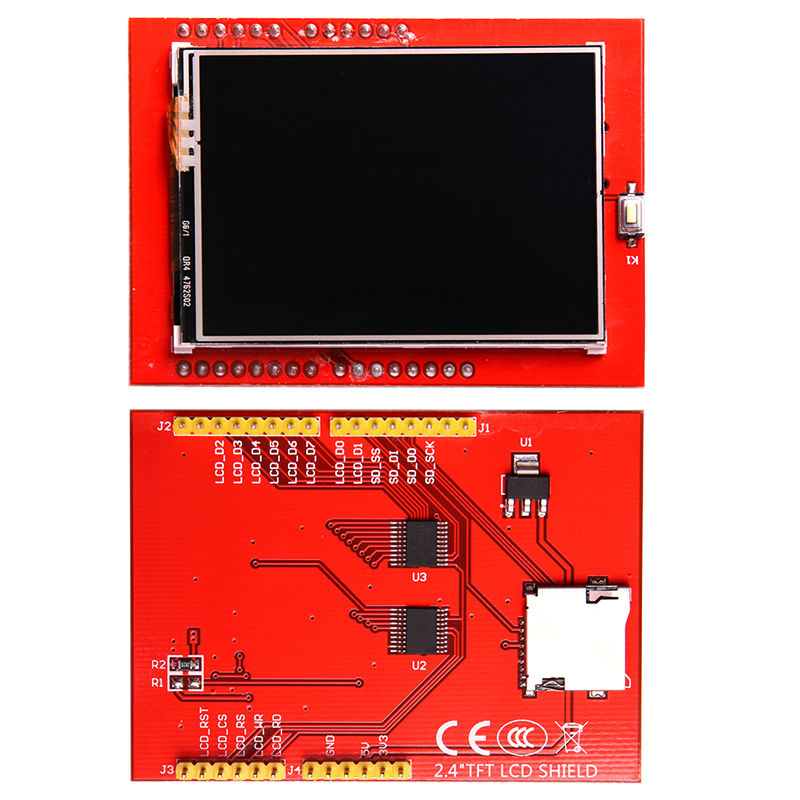 G6/1 QR4 4762S02
K1
J2
J1
LCD_D2
LCD_D3
LCD_D4
LCD_D5
LCD_D6
LCD_D7
LCD_D0
LCD_D1
SD_SS
SD_DI
SD_DO
SD_SCK
U1
U3
U2
R2
R1
LCD_RST
LCD_CS
LCD_RS
LCD_WR
LCD_RD
GND
5V
3V3
J3
J4
CE CCC
2.4"TFT LCD SHIELD